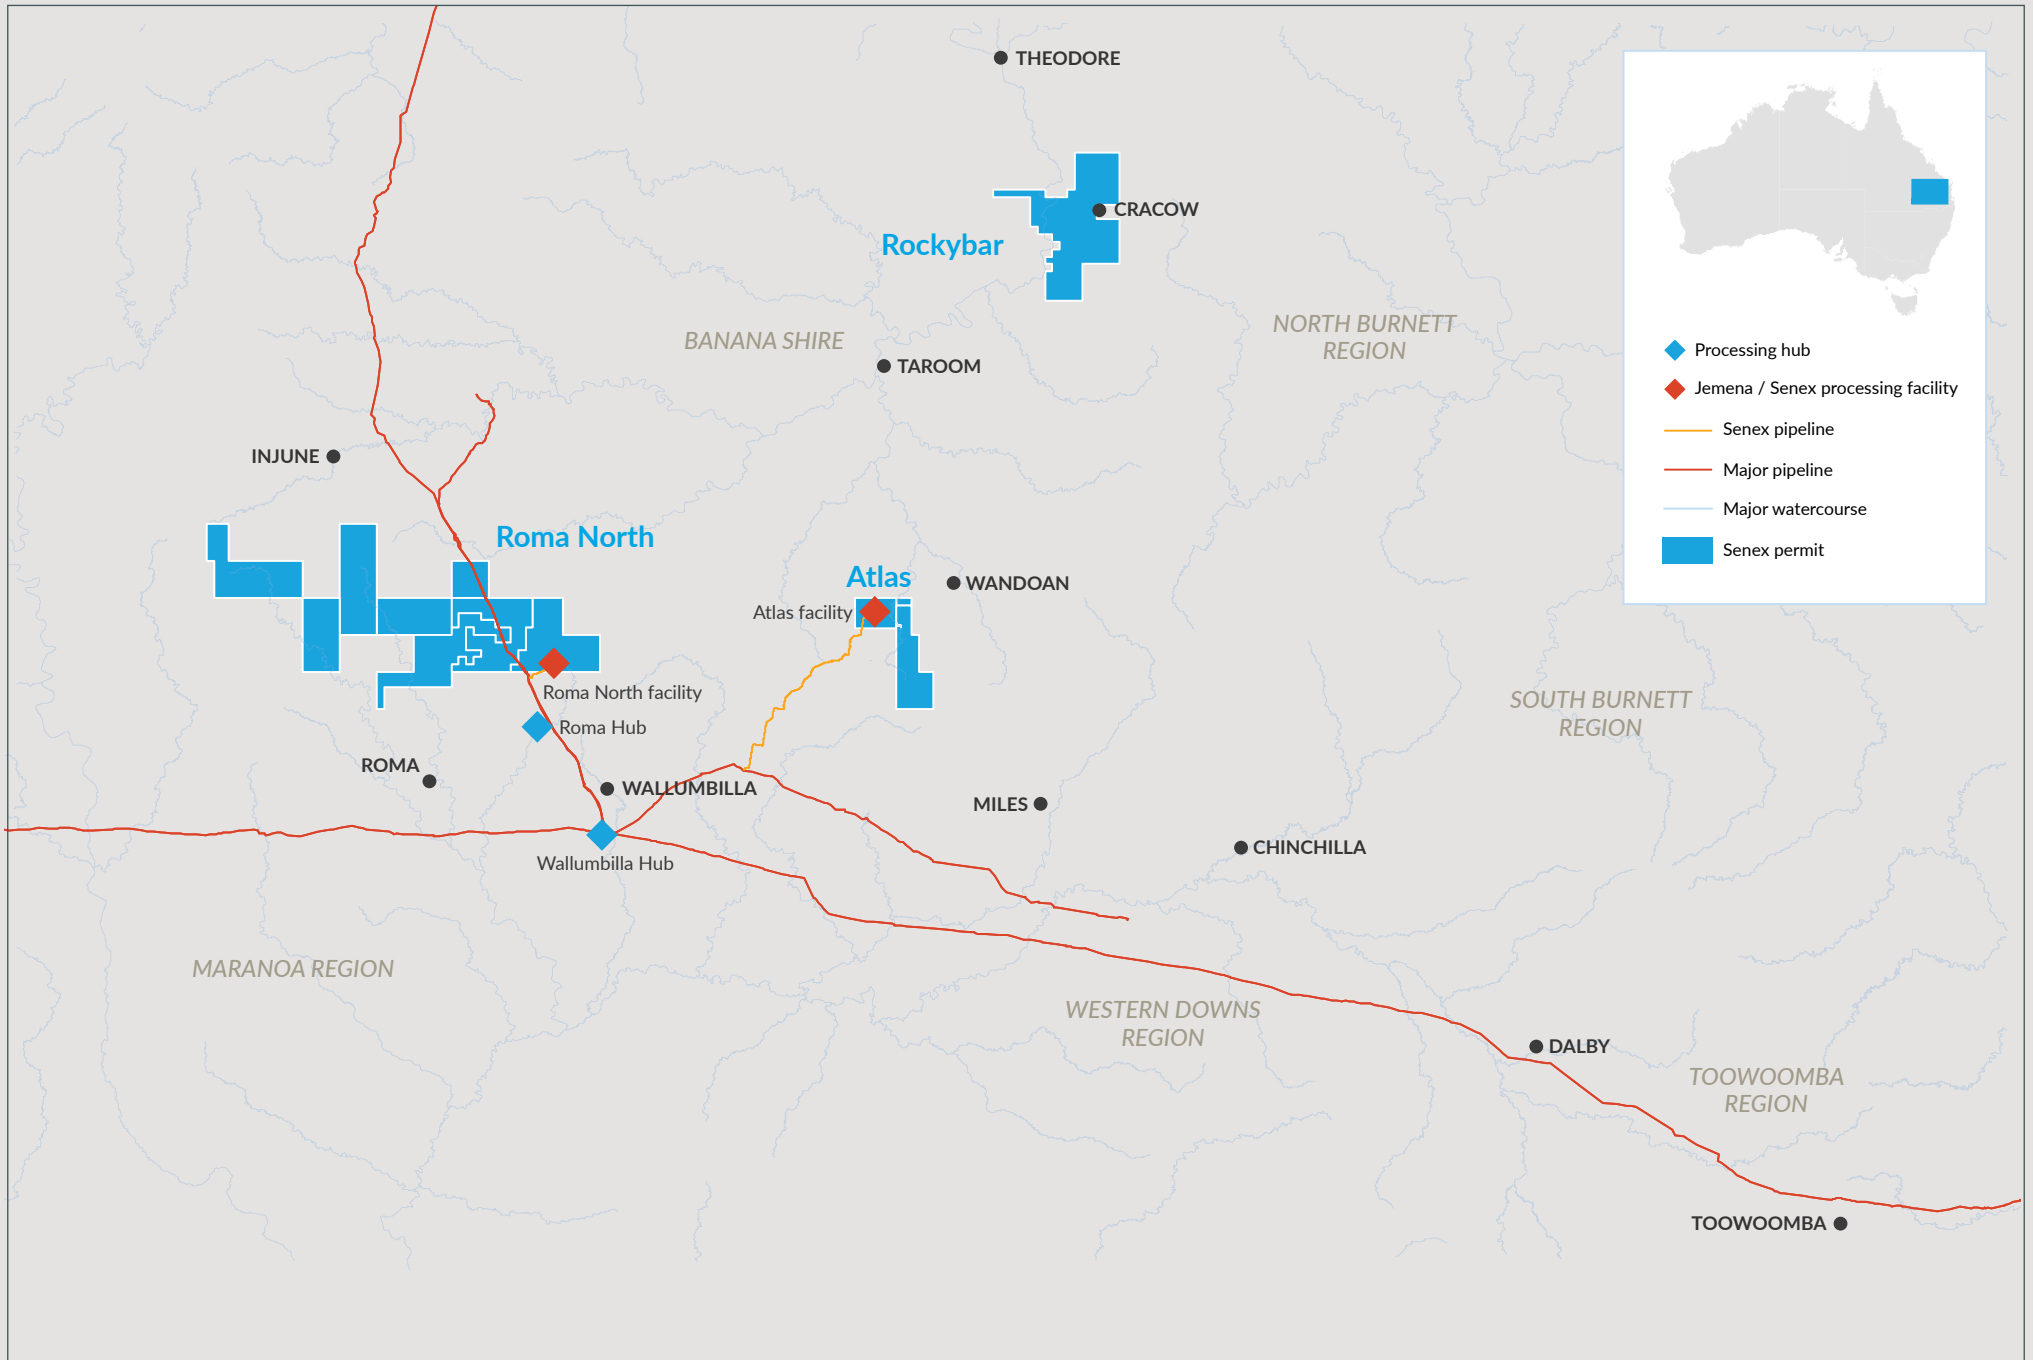 THEODORE
CRACOW
Rockybar
BANANA SHIRE
NORTH BURNETT
REGION
TAROOM
INJUNE
Roma North
Atlas
WANDOAN
Atlas facility
Roma North facility
Roma Hub
ROMA
WALLUMBILLA
Wallumbilla Hub
MILES
CHINCHILLA
SOUTH BURNETT
REGION
MARANOA REGION
WESTERN DOWNS
REGION
DALBY
TOOWOOMBA
REGION
TOOWOOMBA
Processing hub
Jemena / Senex processing facility
Senex pipeline
Major pipeline
Major watercourse
Senex permit